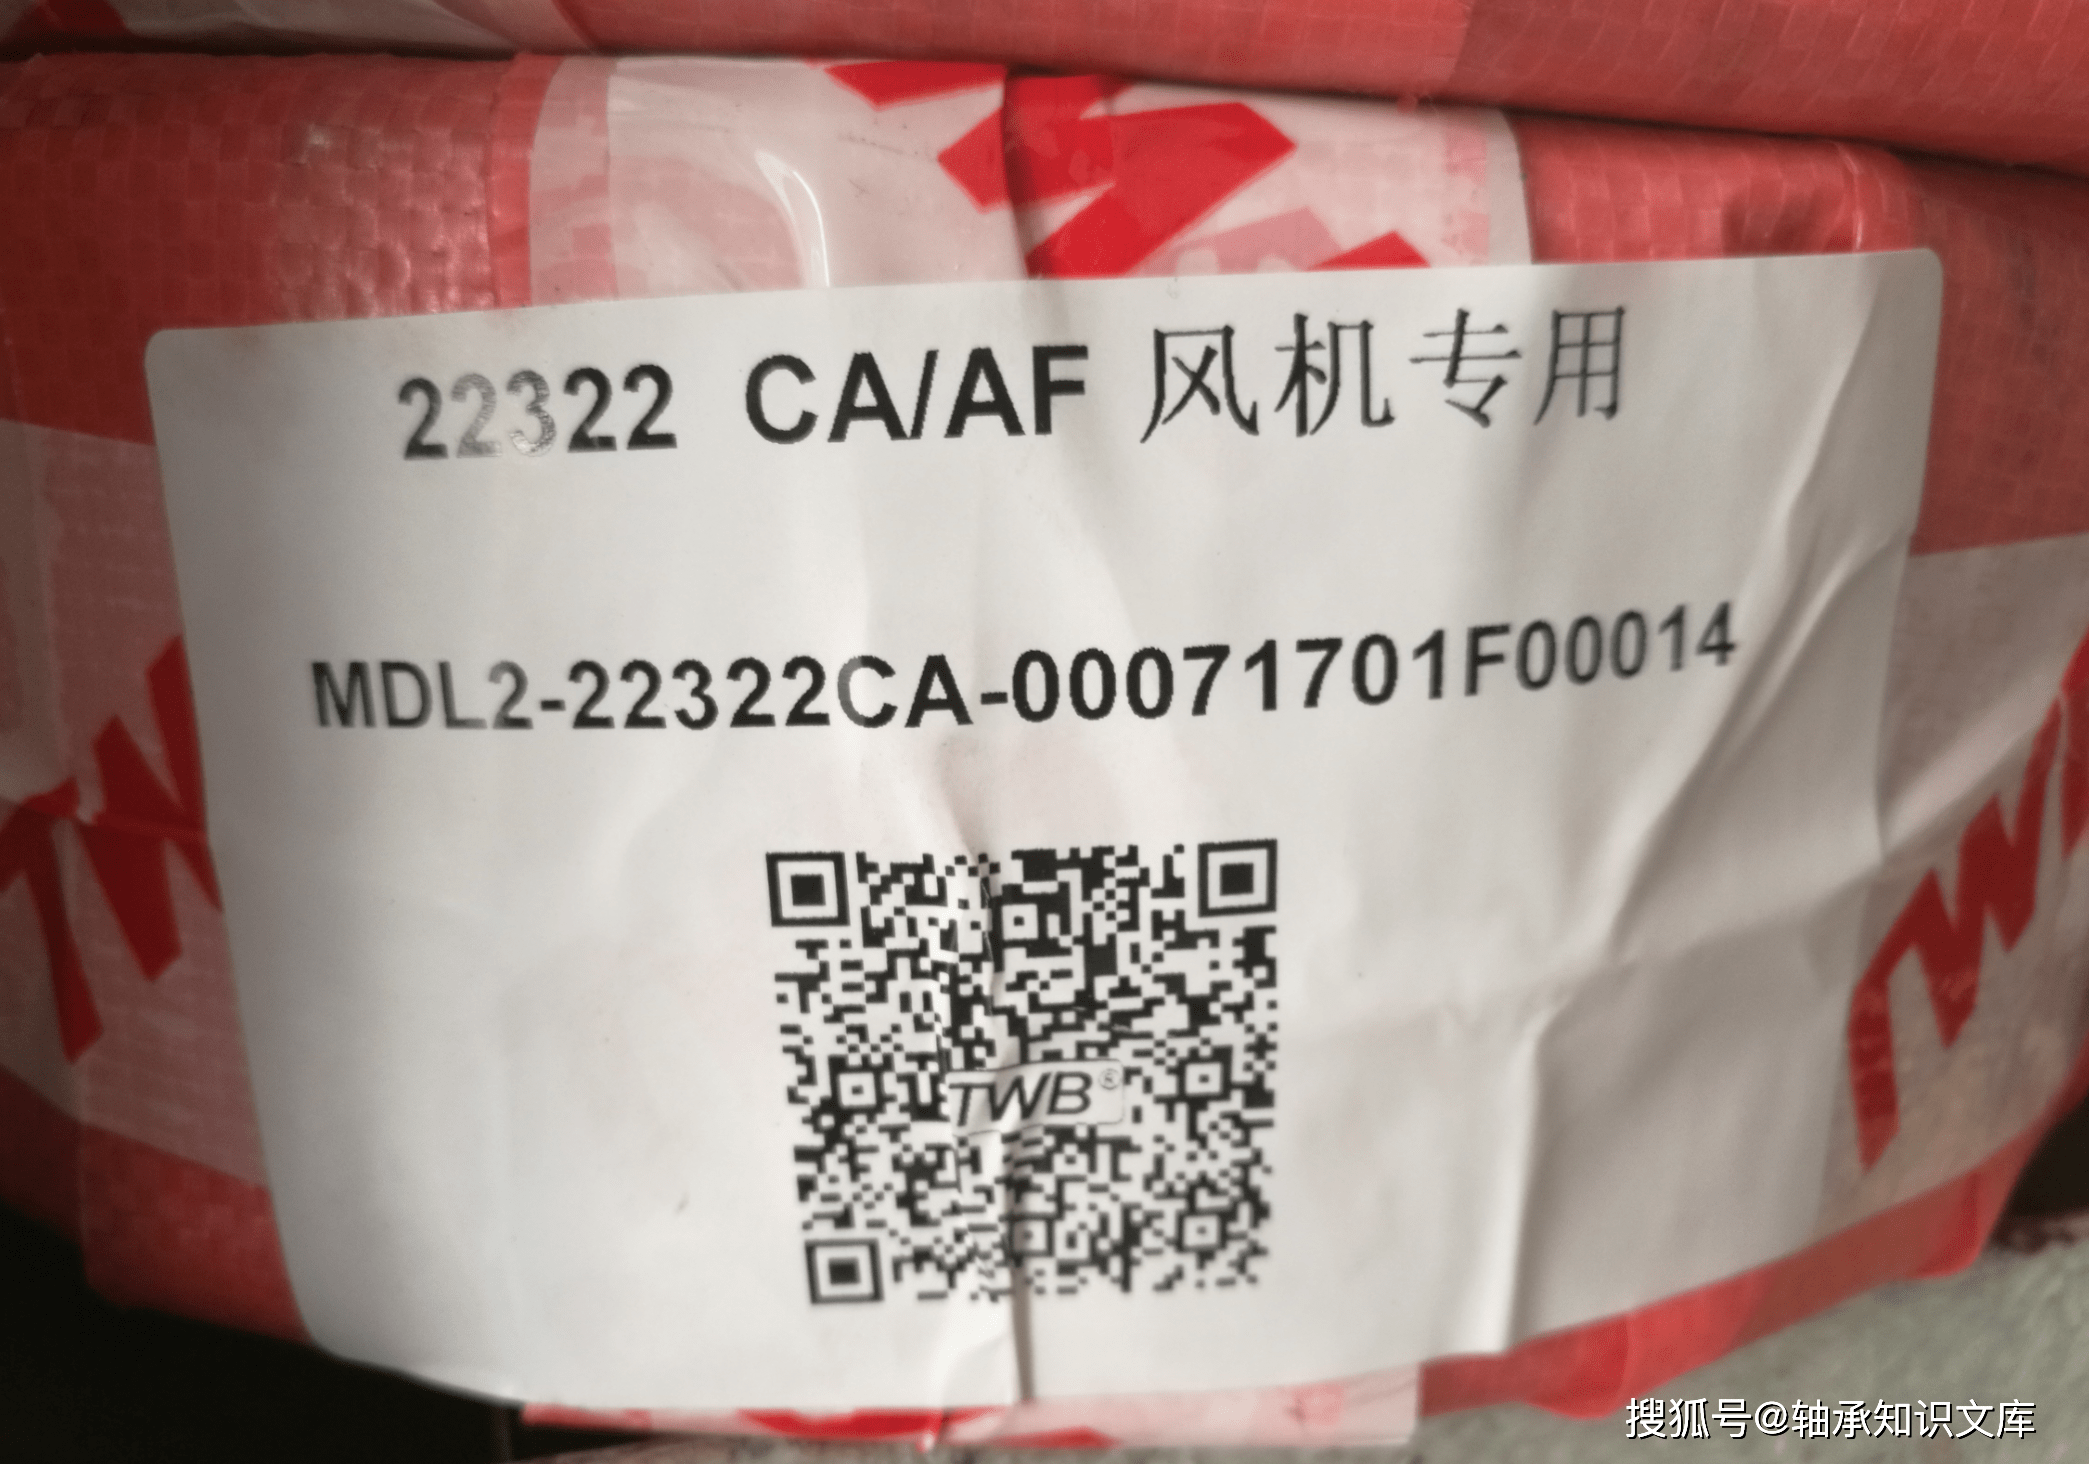 22322 CA/AF 风机专用
MDL2-22322CA-00071701F00014
TWB®
搜狐号@轴承知识文库